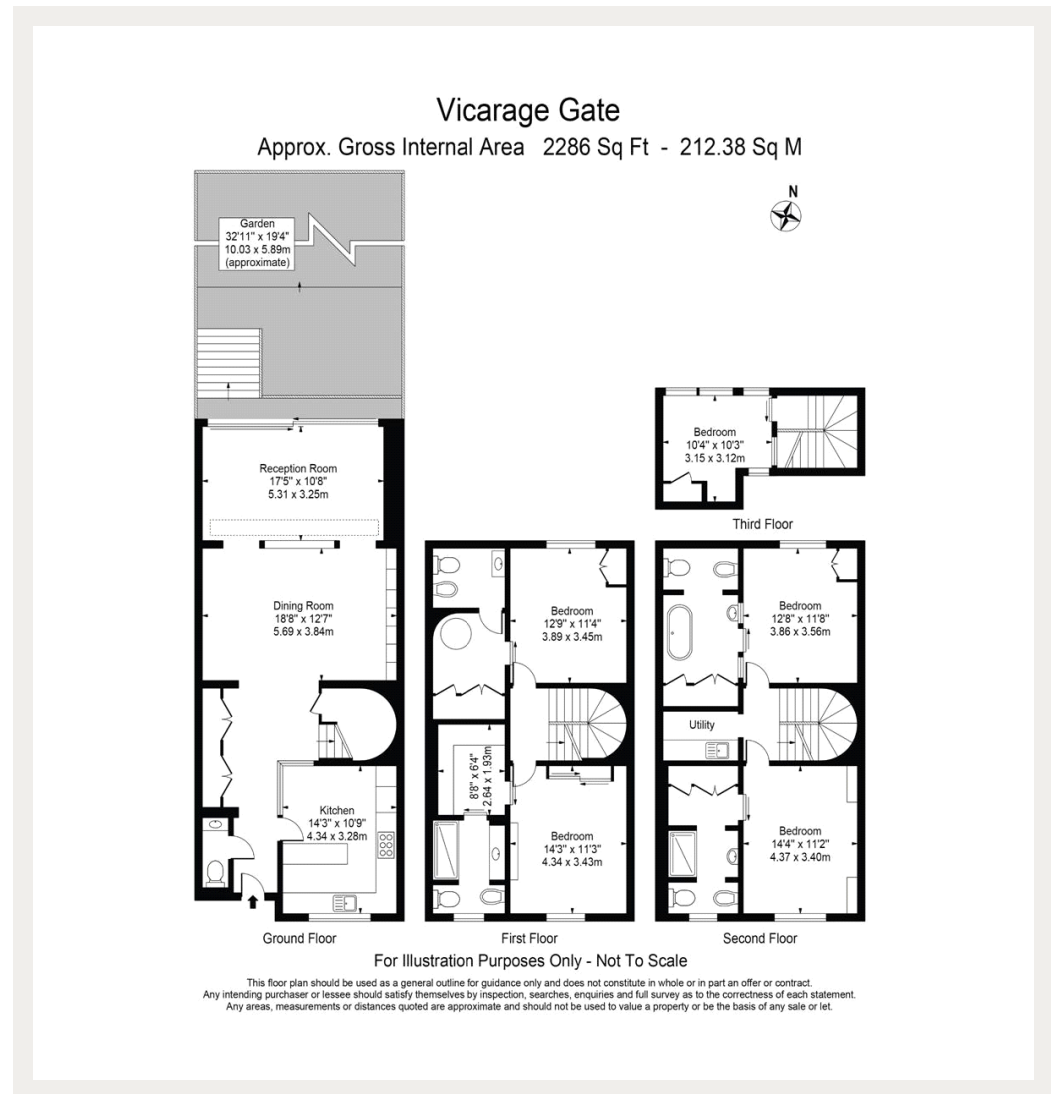 Vicarage Gate
Approx. Gross Internal Area 2286 Sq Ft - 212.38 Sq M
N
Garden
32'11" x 19'4"
10.03 x 5.89m
(approximate)
Reception Room
17'5" x 10'8"
5.31 x 3.25m
Dining Room
18'8" x 12'7"
5.69 x 3.84m
Kitchen
14'3" x 10'9"
4.34 x 3.28m
Ground Floor
Bedroom
12'9" x 11'4"
3.89 x 3.45m
8'8" x 6'4"
2.64 x 1.93m
Bedroom
14'3" x 11'3"
4.34 x 3.43m
First Floor
Bedroom
10'4" x 10'3"
3.15 x 3.12m
Third Floor
Bedroom
12'8" x 11'8"
3.86 x 3.56m
Utility
Bedroom
14'4" x 11'2"
4.37 x 3.40m
Second Floor
For Illustration Purposes Only - Not To Scale
This floor plan should be used as a general outline for guidance only and does not constitute in whole or in part an offer or contract.
Any intending purchaser or lessee should satisfy themselves by inspection, searches, enquiries and full survey as to the correctness of each statement.
Any areas, measurements or distances quoted are approximate and should not be used to value a property or be the basis of any sale or let.